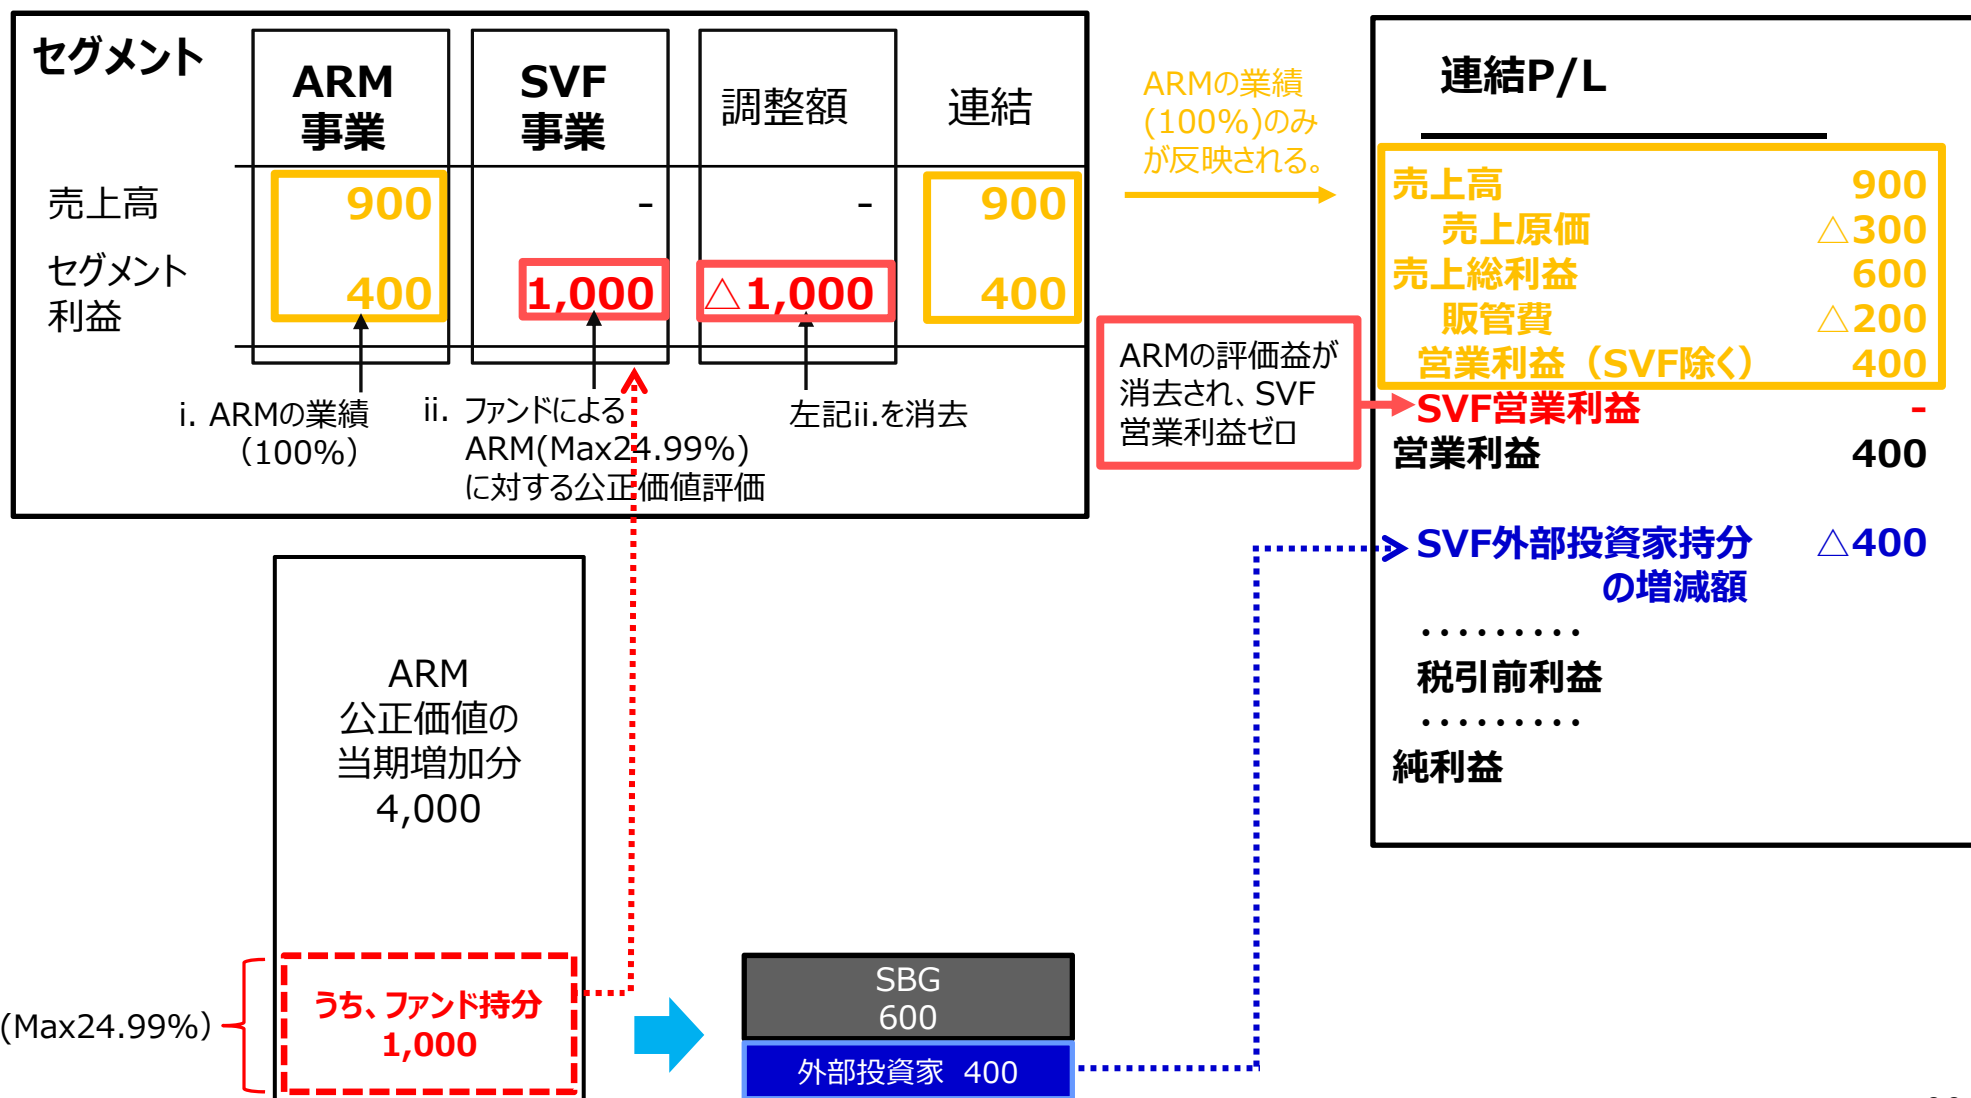 セグメント
ARM
事業
SVF
事業
調整額
連結
売上高
900
-
-
900
セグメント
利益
400
1,000
△1,000
400
i. ARMの業績
（100%）
ii. ファンドによる
ARM(Max24.99%)
に対する公正価値評価
左記ii.を消去
ARMの業績
(100%)のみ
が反映される。
ARMの評価益が
消去され、SVF
営業利益ゼロ
連結P/L
売上高 900
売上原価 △300
売上総利益 600
販管費 △200
営業利益（SVF除く） 400
SVF営業利益 -
営業利益 400
SVF外部投資家持分 △400
の増減額
・・・・・・・・・
税引前利益
・・・・・・・・・
純利益
ARM
公正価値の
当期増加分
4,000
(Max24.99%)
うち、ファンド持分
1,000
SBG
600
外部投資家 400